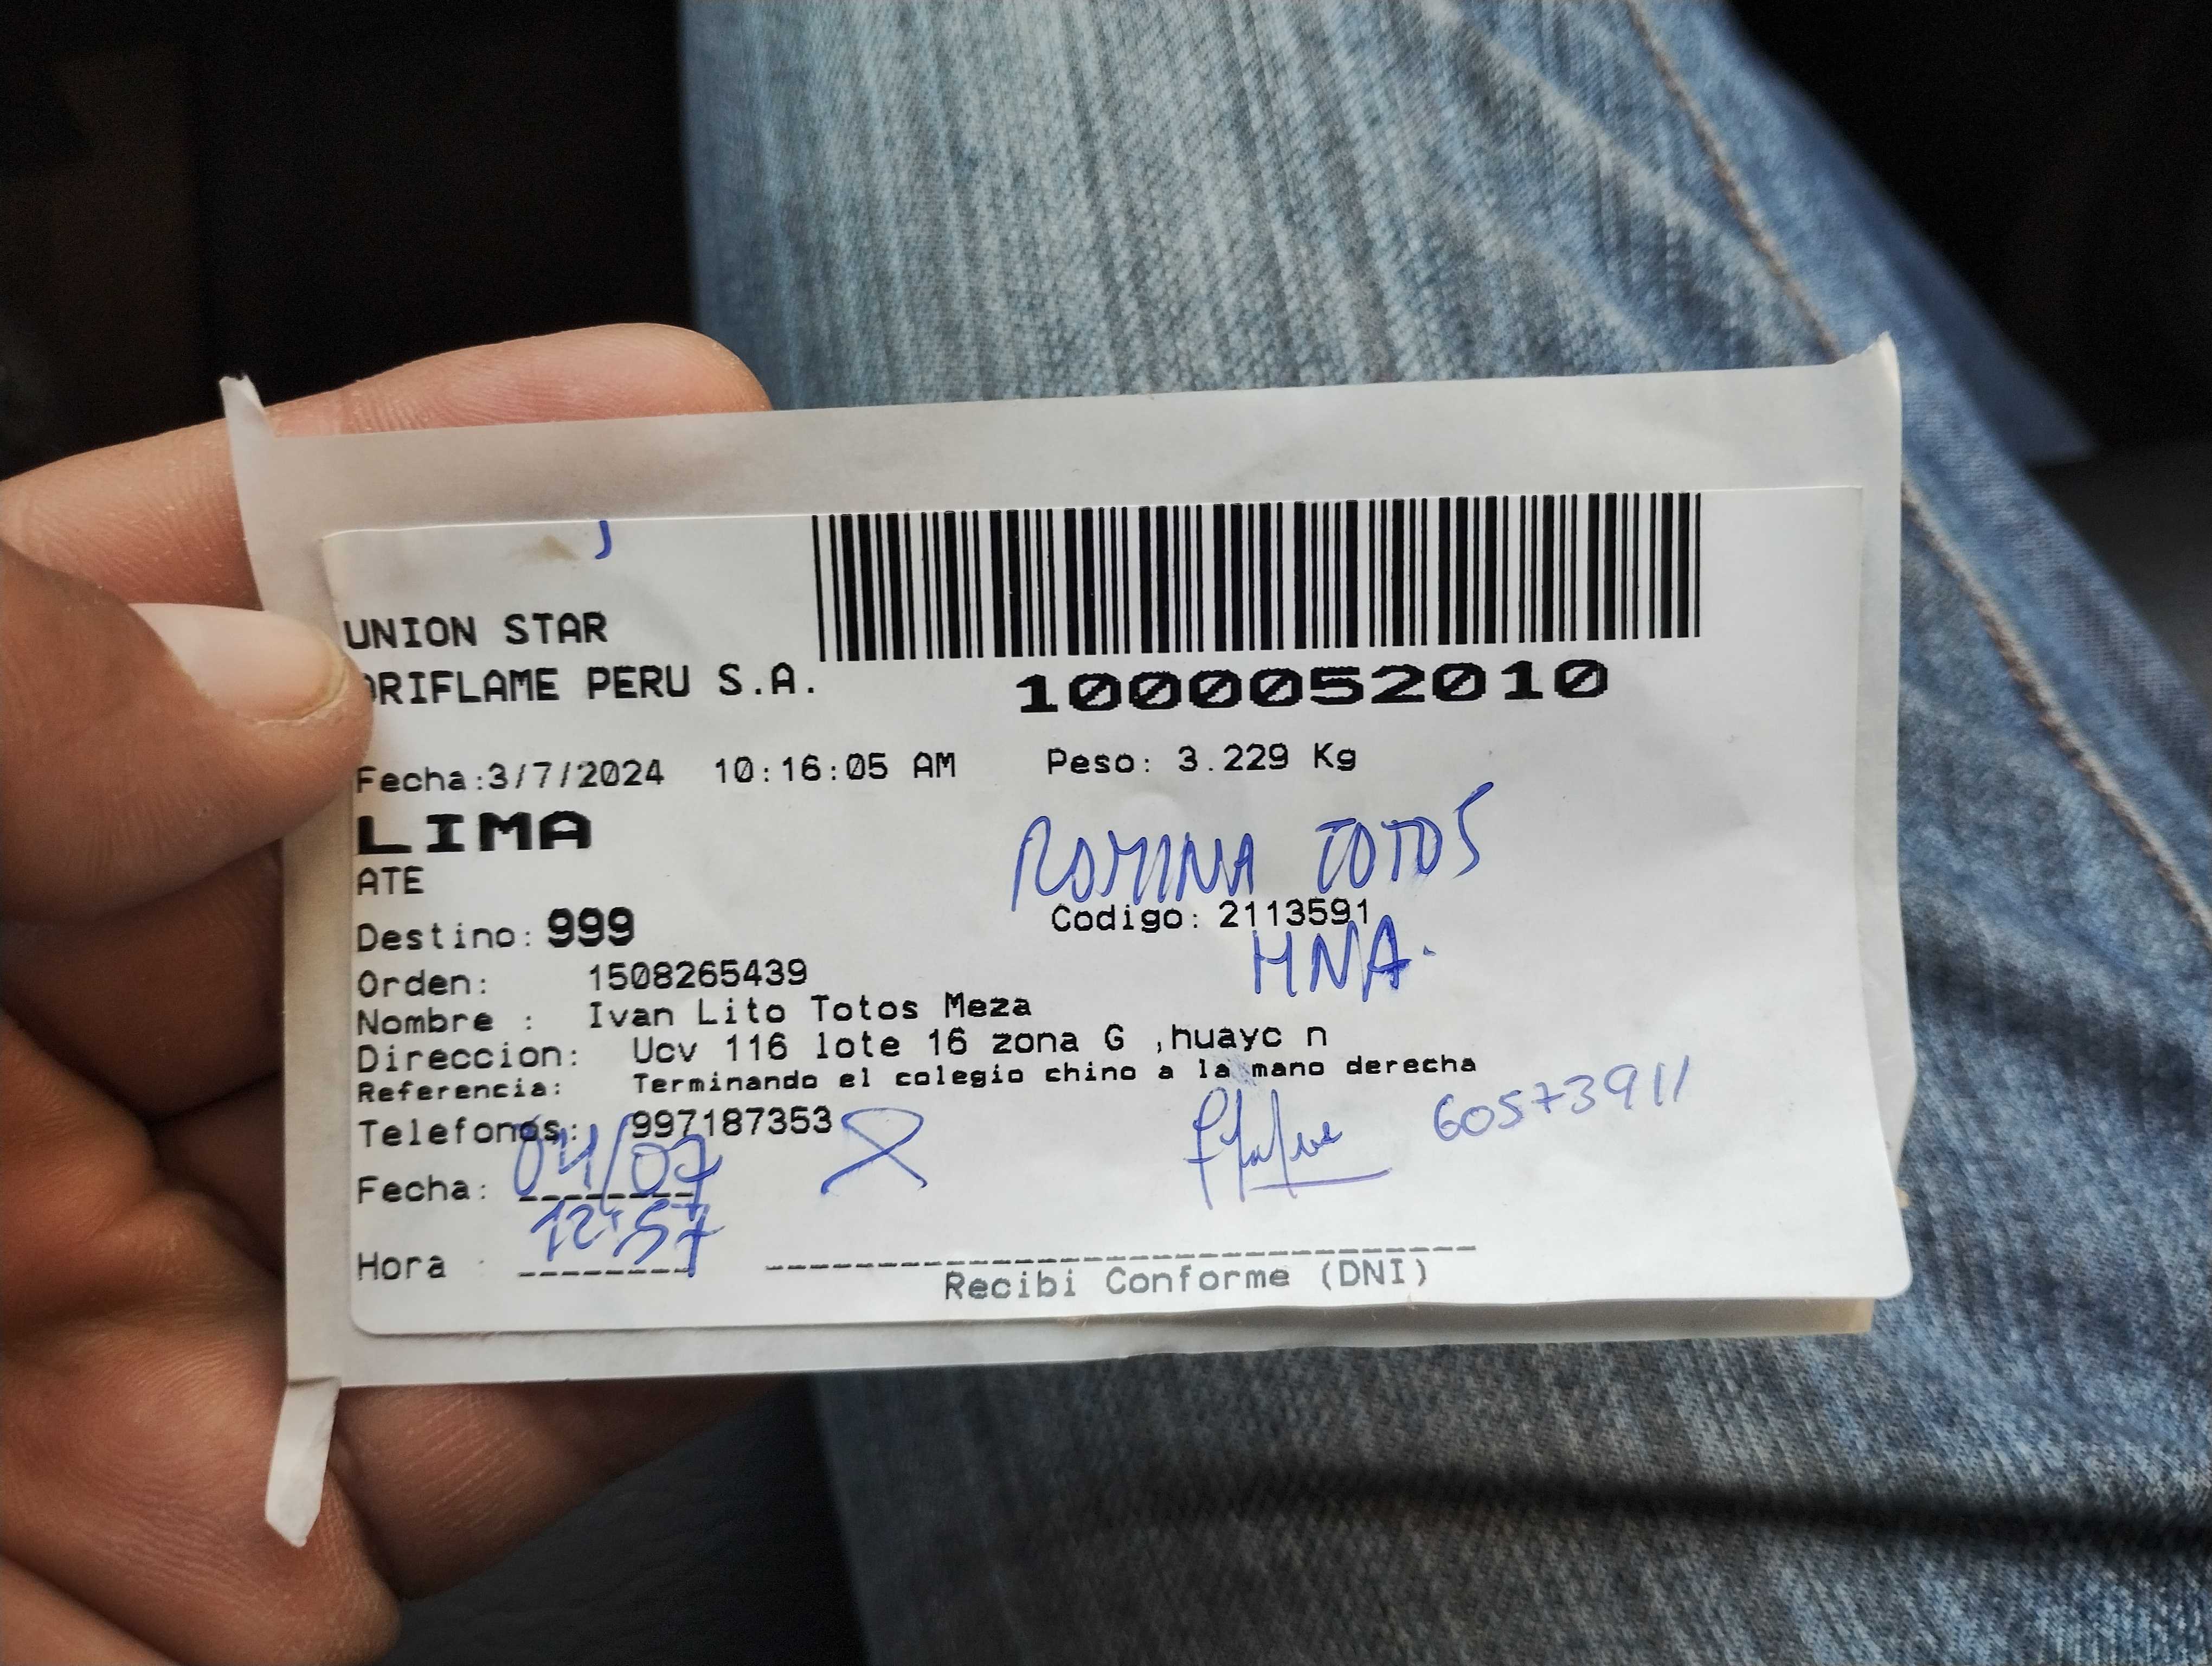 UNION STAR
ORIFLAME PERU S.A.
1000052010
Fecha:3/7/2024 10:16:05 AM Peso: 3.229 Kg
LIMA
ROMINA TOTOS
ATE
Destino: 999 Codigo: 2113591
HNA.
Orden: 1508265439
Nombre : Ivan Lito Totos Meza
Direccion: Ucv 116 lote 16 zona G ,huayc n
Referencia: Terminando el colegio chino a la mano derecha
Telefonos: 997187353
60573911
Fecha: 04/07
Hora : 12:57
Recibi Conforme (DNI)